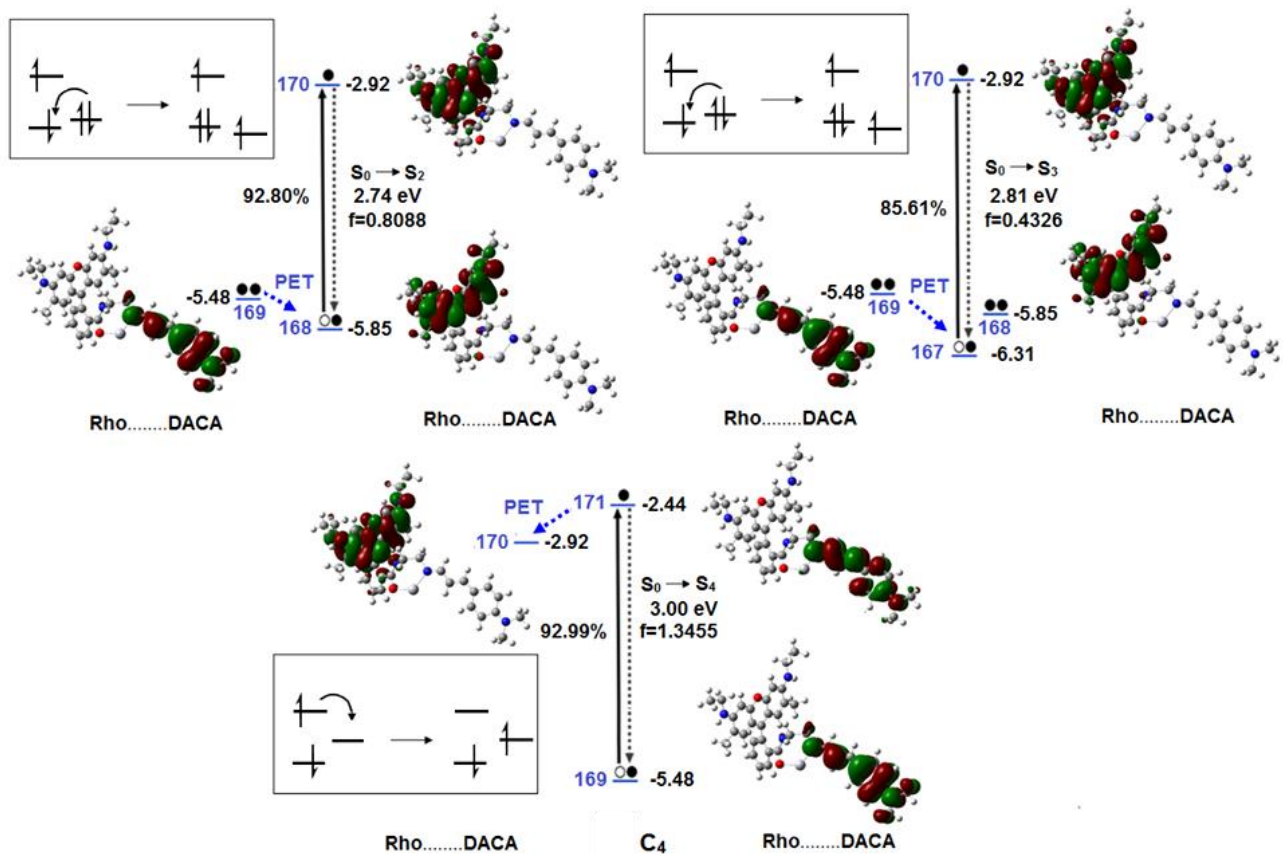 170
-2.92
S₀ → S₂
92.80%
2.74 eV
f=0.8088
PET
-5.48
169
168
-5.85
Rho........DACA
Rho........DACA
170
-2.92
S₀ → S₃
85.61%
2.81 eV
f=0.4326
PET
-5.48
169
168
-5.85
167
-6.31
Rho........DACA
Rho........DACA
PET
171
-2.44
170
-2.92
S₀ → S₄
3.00 eV
92.99%
f=1.3455
169
-5.48
Rho........DACA
C₄
Rho........DACA